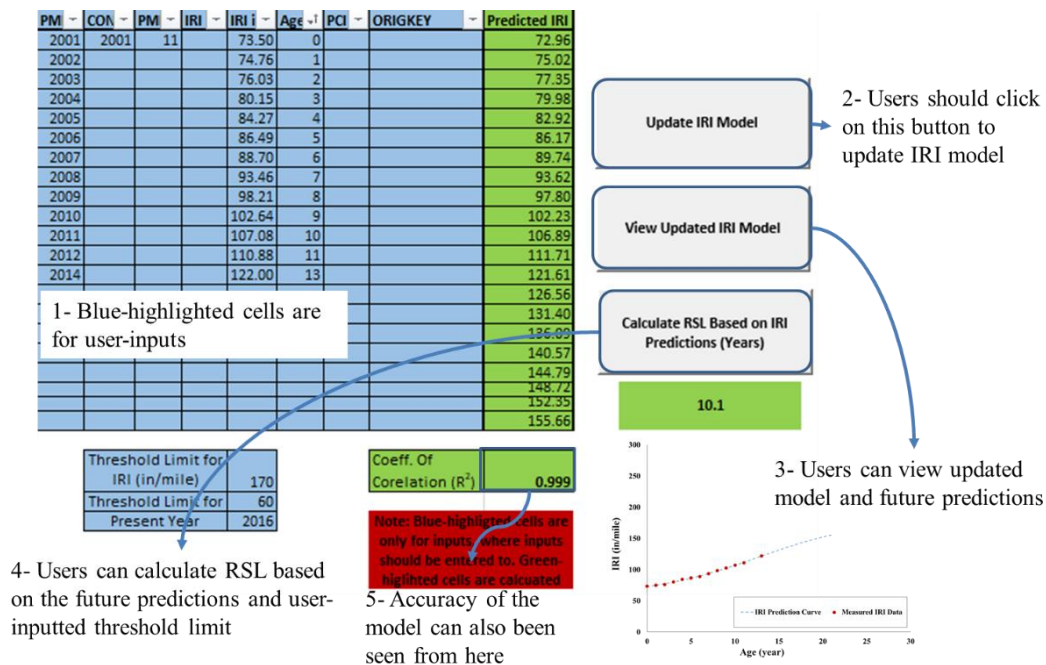 PM CON PM IRI IRI i Age PCI ORIGKEY Predicted IRI
2001 2001 11 73.50 0 72.96
2002 74.76 1 75.02
2003 76.03 2 77.35
2004 80.15 3 79.98
2005 84.27 4 82.92
2006 86.49 5 86.17
2007 88.70 6 89.74
2008 93.46 7 93.62
2009 98.21 8 97.80
2010 102.64 9 102.23
2011 107.08 10 106.89
2012 110.88 11 111.71
2014 122.00 13 121.61
126.56
131.40
136.09
140.57
144.79
148.72
152.35
155.66
1- Blue-highlighted cells are
for user-inputs
Update IRI Model
2- Users should click
on this button to
update IRI model
View Updated IRI Model
Calculate RSL Based on IRI
Predictions (Years)
10.1
3- Users can view updated
model and future predictions
Threshold Limit for
IRI (in/mile) 170
Threshold Limit for 60
Present Year 2016
Coeff. Of
Corelation (R²) 0.999
Note: Blue-highligted cells are
only for inputs, where inputs
should be entered to. Green-
higlihted cells are calcuated
4- Users can calculate RSL based
on the future predictions and user-
inputted threshold limit
5- Accuracy of the
model can also been
seen from here
IRI (in/mile)
300
250
200
150
100
50
0
0 5 10 15 20 25 30
Age (year)
IRI Prediction Curve Measured IRI Data